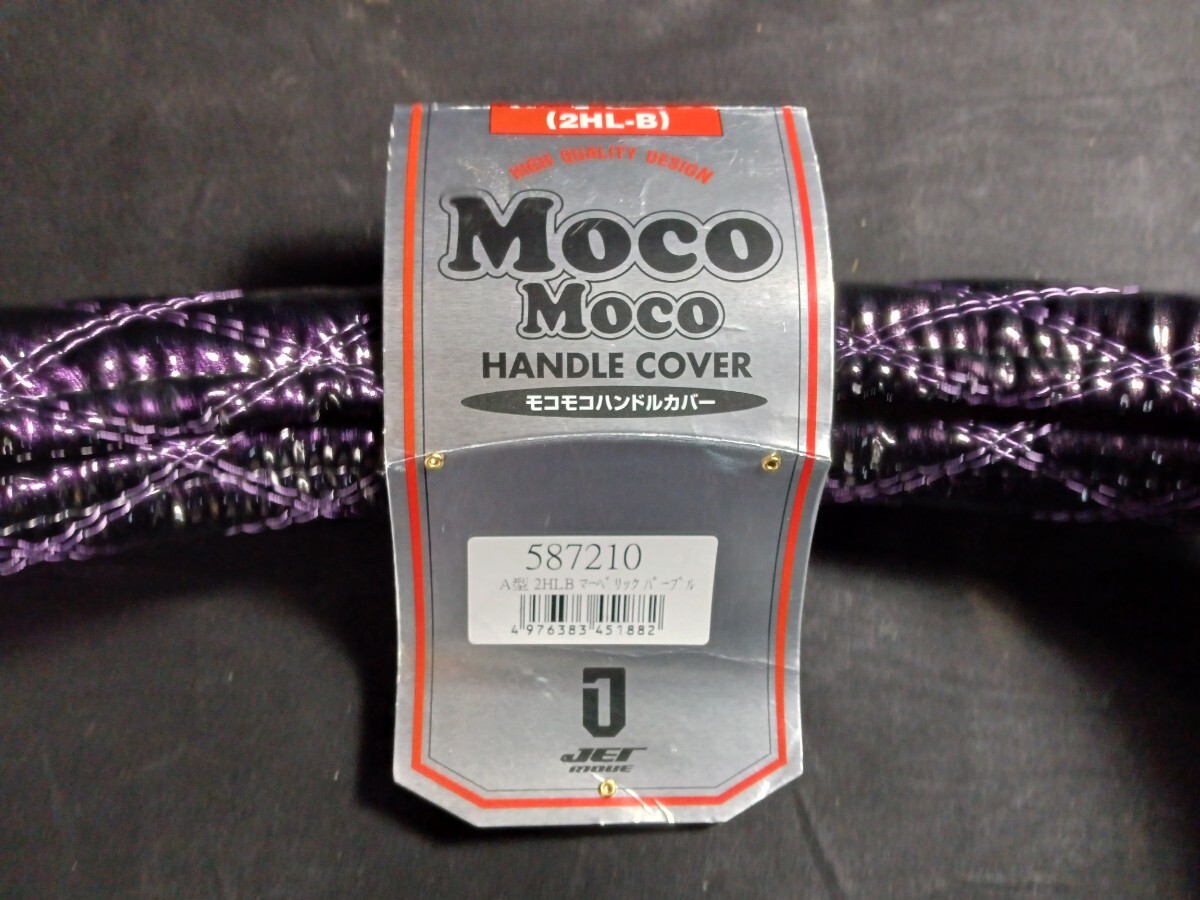 (2HL-B)
HIGH QUALITY DESIGN
MOCO
MOCO
HANDLE COVER
モコモコハンドルカバー
587210
A型 2HLB マーベリック パープル
4 976383 451882
JET
INOUE